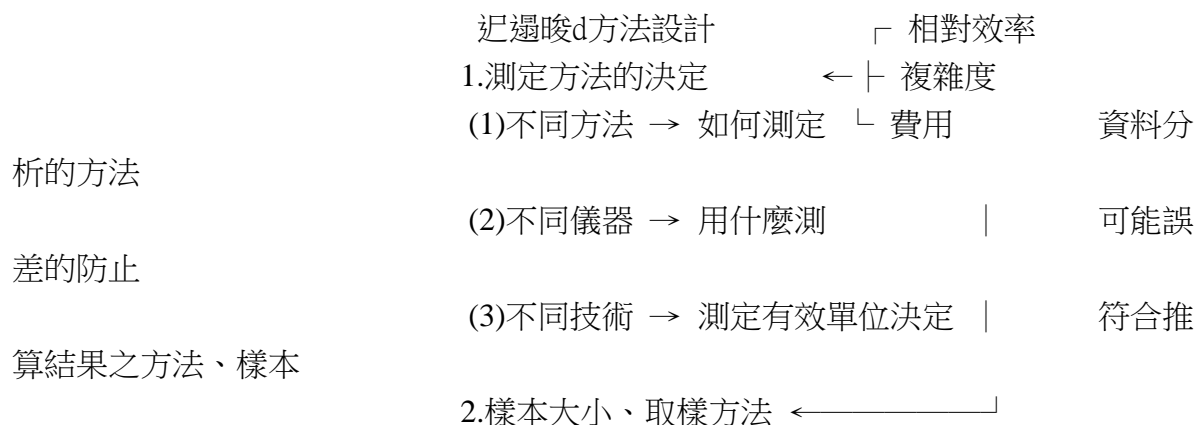 迉遢晙d方法設計 ┌ 相對效率
1.測定方法的決定 ←├ 複雜度
(1)不同方法 → 如何測定 └ 費用 資料分
析的方法
(2)不同儀器 → 用什麼測 │ 可能誤
差的防止
(3)不同技術 → 測定有效單位決定 │ 符合推
算結果之方法、樣本
2.樣本大小、取樣方法 ←─────┘